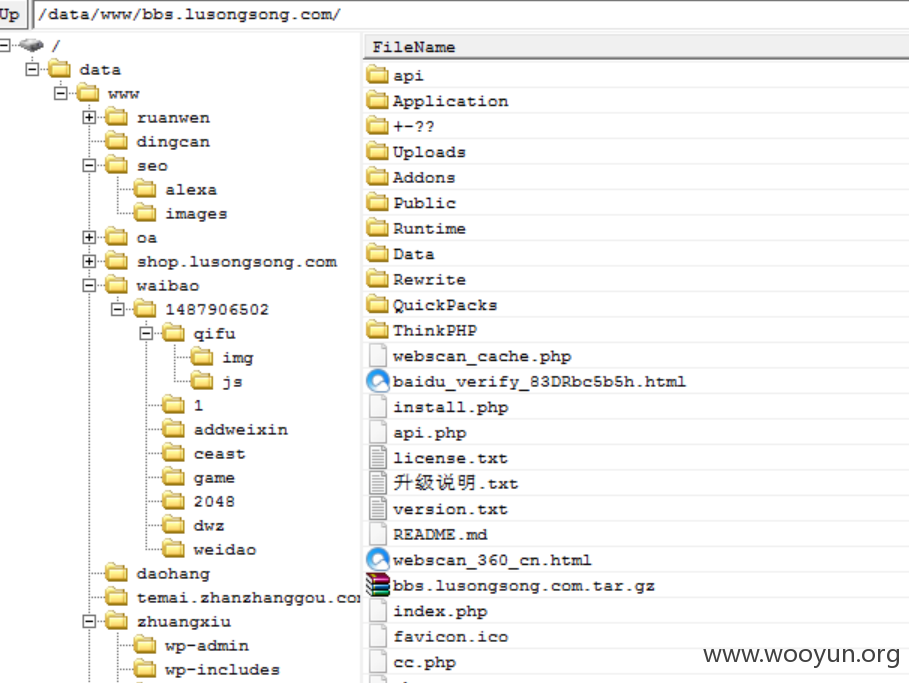 Up
/data/www/bbs.lusongsong.com/
/
data
www
ruanwen
dingcan
seo
alexa
images
oa
shop.lusongsong.com
waibao
1487906502
qifu
img
js
1
addweixin
ceast
game
2048
dwz
weidao
daohang
temai.zhanzhanggou.co
zhuangxiu
wp-admin
wp-includes
FileName
api
Application
+-??
Uploads
Addons
Public
Runtime
Data
Rewrite
QuickPacks
ThinkPHP
webscan_cache.php
baidu_verify_83DRbc5b5h.html
install.php
api.php
license.txt
升级说明.txt
version.txt
README.md
webscan_360_cn.html
bbs.lusongsong.com.tar.gz
index.php
favicon.ico
cc.php
www.wooyun.org